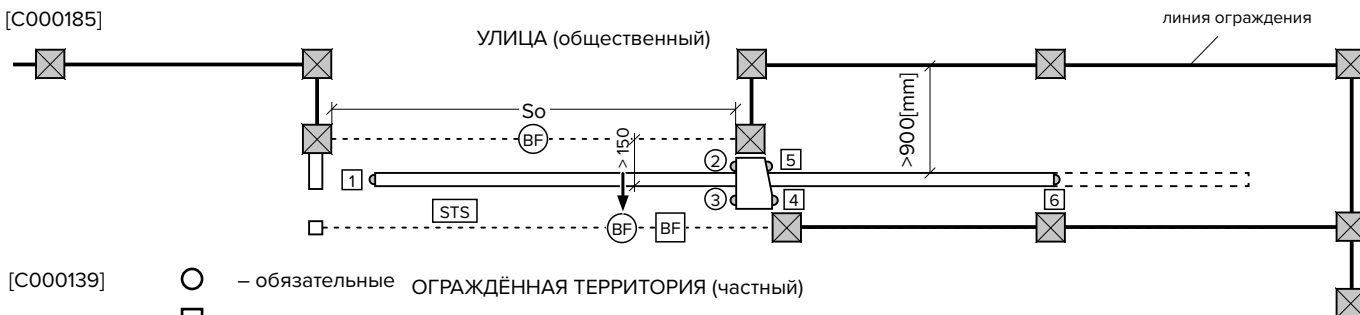 [C000185]
УЛИЦА (общественный)
линия ограждения
So
BF
> 150
>900[mm]
2
5
1
3
4
6
STS
BF
BF
[C000139]
– обязательные
ОГРАЖДЁННАЯ ТЕРРИТОРИЯ (частный)